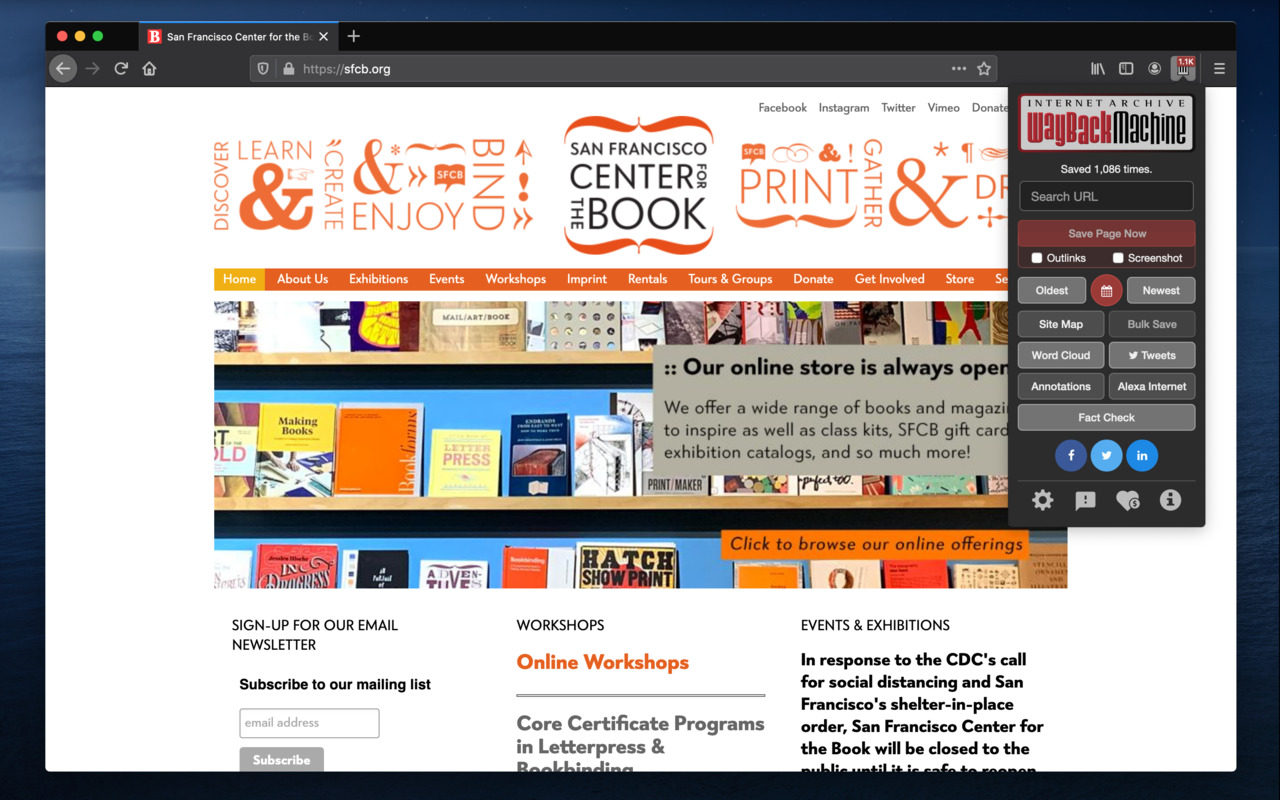 San Francisco Center for the Bo
https://sfcb.org
1.1K
Facebook Instagram Twitter Vimeo Donate
DISCOVER
LEARN
&
CREATE
&
ENJOY
SFCB
BIND
SAN FRANCISCO
CENTER FOR
THE BOOK
SFCB
&!
PRINT
GATHER
&
DR
Home About Us Exhibitions Events Workshops Imprint Rentals Tours & Groups Donate Get Involved Store Se
MAIL/ART/BOOK
:: Our online store is always open
We offer a wide range of books and magazi
to inspire as well as class kits, SFCB gift card
exhibition catalogs, and so much more!
Making
Books
Bookforms
LETTER
PRESS
ENDBANDS
PRINT/MAKER
perfect too.
Click to browse our online offerings
IN
PROGRESS
ADVEN-
TURES
Bookbinding
HATCH
SHOW PRINT
SIGN-UP FOR OUR EMAIL
NEWSLETTER
Subscribe to our mailing list
email address
Subscribe
WORKSHOPS
Online Workshops
Core Certificate Programs
in Letterpress &
Bookbinding
EVENTS & EXHIBITIONS
In response to the CDC's call
for social distancing and San
Francisco's shelter-in-place
order, San Francisco Center for
the Book will be closed to the
public until it is safe to reopen
INTERNET ARCHIVE
WayBackMachine
Saved 1,086 times.
Search URL
Save Page Now
Outlinks Screenshot
Oldest Newest
Site Map Bulk Save
Word Cloud Tweets
Annotations Alexa Internet
Fact Check